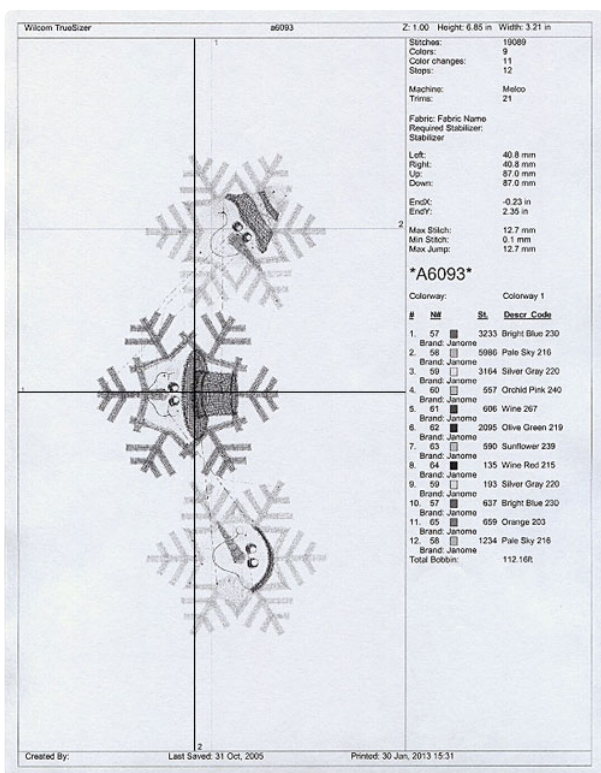 Wilcom TrueSizer a6093 Z: 1.00 Height: 6.85 in Width: 3.21 in
1
Stitches: 19089
Colors: 9
Color changes: 11
Stops: 12
Machine: Melco
Trims: 21
Fabric: Fabric Name
Required Stabilizer:
Stabilizer
Left: 40.8 mm
Right: 40.8 mm
Up: 87.0 mm
Down: 87.0 mm
EndX: -0.23 in
EndY: 2.35 in
2
Max Stitch: 12.7 mm
Min Stitch: 0.1 mm
Max Jump: 12.7 mm
*A6093*
Colorway: Colorway 1
# N# St. Descr Code
1. 57 3233 Bright Blue 230
Brand: Janome
2. 58 5986 Pale Sky 216
Brand: Janome
3. 59 3164 Silver Gray 220
Brand: Janome
4. 60 557 Orchid Pink 240
Brand: Janome
1
5. 61 606 Wine 267
Brand: Janome
6. 62 2095 Olive Green 219
Brand: Janome
7. 63 590 Sunflower 239
Brand: Janome
8. 64 135 Wine Red 215
Brand: Janome
9. 59 193 Silver Gray 220
Brand: Janome
10. 57 637 Bright Blue 230
Brand: Janome
11. 65 659 Orange 203
Brand: Janome
12. 58 1234 Pale Sky 216
Brand: Janome
Total Bobbin: 112.16ft
2
Created By: Last Saved: 31 Oct, 2005 Printed: 30 Jan, 2013 15:31